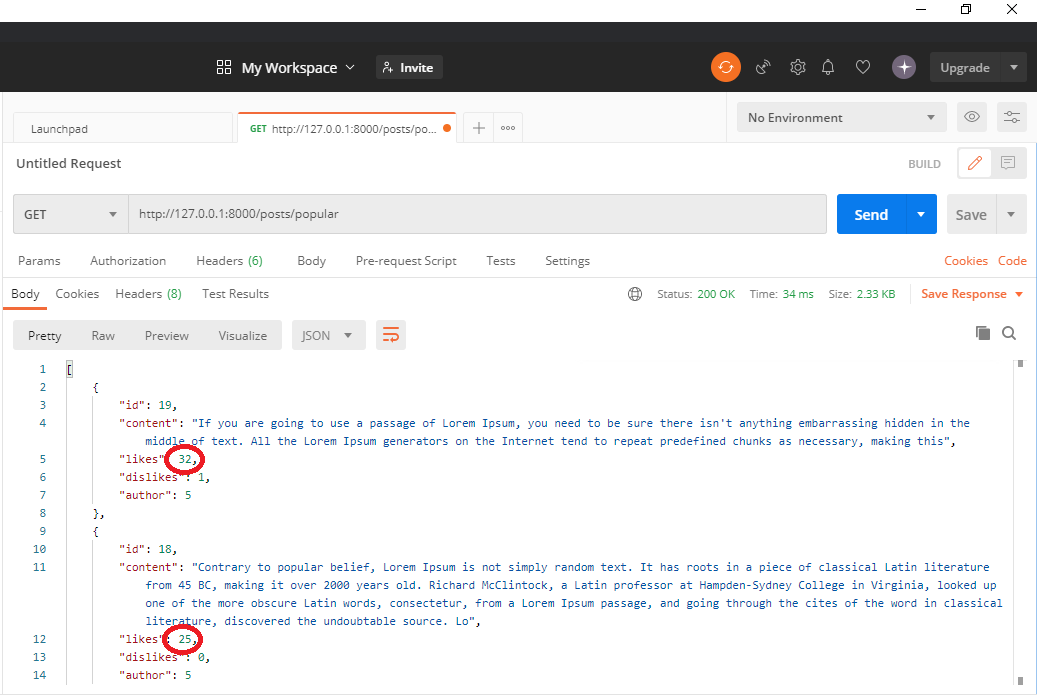 My Workspace Invite Upgrade
Launchpad GET http://127.0.0.1:8000/posts/po... No Environment
Untitled Request BUILD
GET http://127.0.0.1:8000/posts/popular Send Save
Params Authorization Headers (6) Body Pre-request Script Tests Settings Cookies Code
Body Cookies Headers (8) Test Results Status: 200 OK Time: 34 ms Size: 2.33 KB Save Response
Pretty Raw Preview Visualize JSON
1 [
2 {
3 "id": 19,
4 "content": "If you are going to use a passage of Lorem Ipsum, you need to be sure there isn't anything embarrassing hidden in the
middle of text. All the Lorem Ipsum generators on the Internet tend to repeat predefined chunks as necessary, making this",
5 "likes": 32,
6 "dislikes": 1,
7 "author": 5
8 },
9 {
10 "id": 18,
11 "content": "Contrary to popular belief, Lorem Ipsum is not simply random text. It has roots in a piece of classical Latin literature
from 45 BC, making it over 2000 years old. Richard McClintock, a Latin professor at Hampden-Sydney College in Virginia, looked up
one of the more obscure Latin words, consectetur, from a Lorem Ipsum passage, and going through the cites of the word in classical
literature, discovered the undoubtable source. Lo",
12 "likes": 25,
13 "dislikes": 0,
14 "author": 5